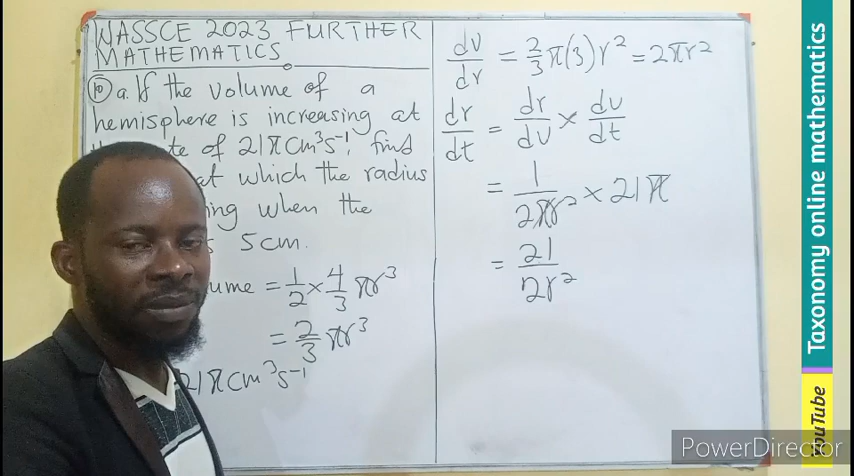 WASSCE 2023 FURTHER
MATHEMATICS
10 a. If the volume of a
hemisphere is increasing at
te of 21π cm³s⁻¹, find
at which the radius
ing when the
5cm.
ume = 1/2 × 4/3 πr³
= 2/3 πr³
21π cm³s⁻¹
dv/dr = 2/3 π(3)r² = 2πr²
dr/dt = dr/dv × dv/dt
= 1/2πr² × 21π
= 21/2r²
YouTube Taxonomy online mathematics
PowerDirector